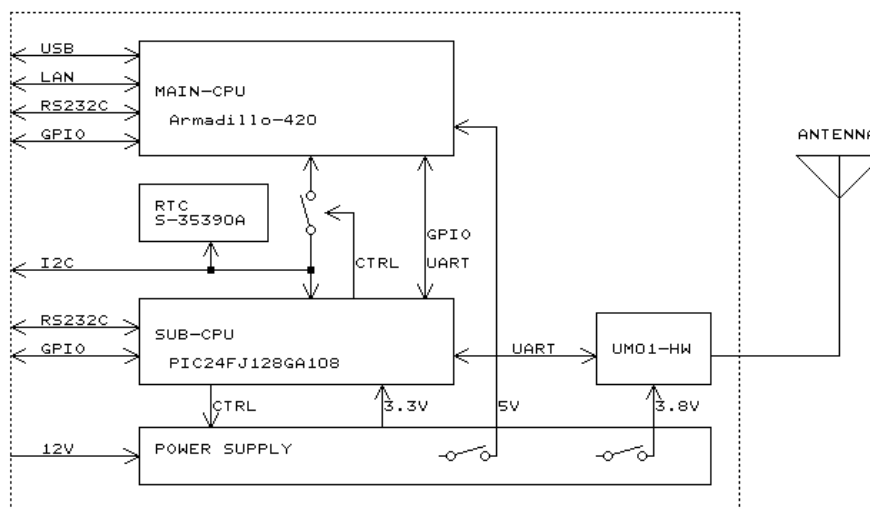 USB
LAN
RS232C
GPIO
MAIN-CPU
Armadillo-420
ANTENNA
RTC
S-35390A
I2C
CTRL
GPIO
UART
RS232C
GPIO
SUB-CPU
PIC24FJ128GA108
UART
UM01-HW
CTRL
3.3V
5V
3.8V
12V
POWER SUPPLY